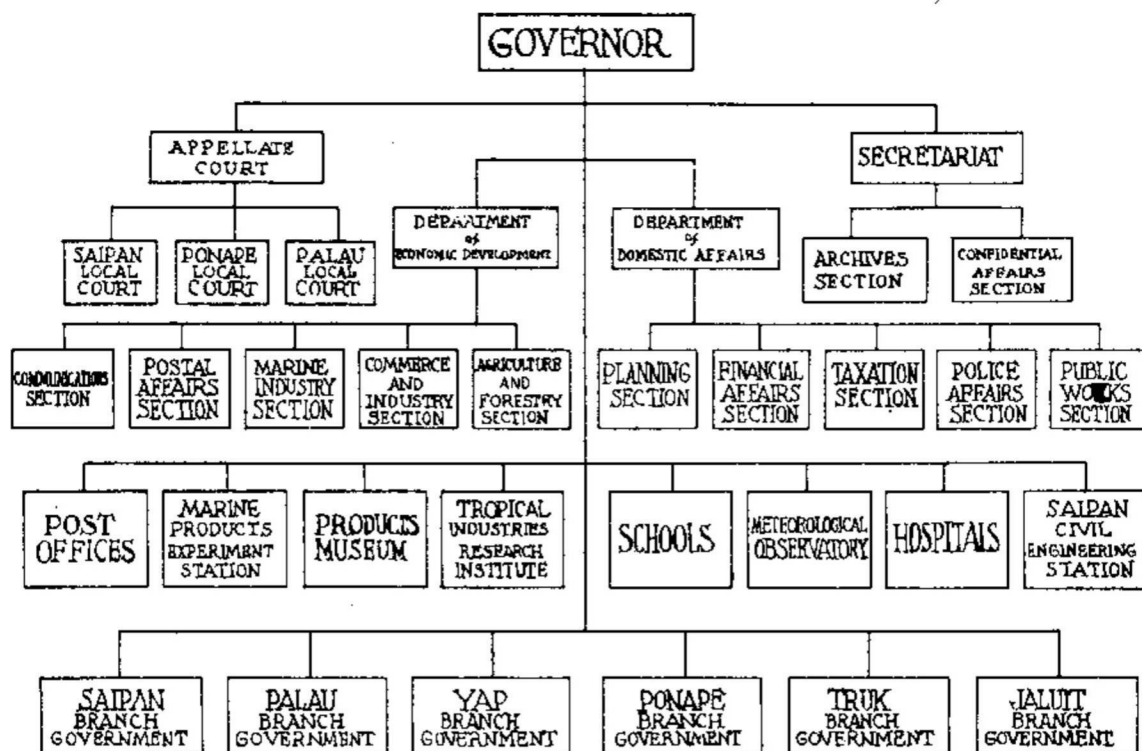 GOVERNOR
APPELLATE
COURT
SECRETARIAT
SAIPAN
LOCAL
COURT
PONAPE
LOCAL
COURT
PALAU
LOCAL
COURT
DEPARTMENT
of
ECONOMIC DEVELOPMENT
DEPARTMENT
of
DOMESTIC AFFAIRS
ARCHIVES
SECTION
CONFIDENTIAL
AFFAIRS
SECTION
COMMUNICATIONS
SECTION
POSTAL
AFFAIRS
SECTION
MARINE
INDUSTRY
SECTION
COMMERCE
AND
INDUSTRY
SECTION
AGRICULTURE
AND
FORESTRY
SECTION
PLANNING
SECTION
FINANCIAL
AFFAIRS
SECTION
TAXATION
SECTION
POLICE
AFFAIRS
SECTION
PUBLIC
WORKS
SECTION
POST
OFFICES
MARINE
PRODUCTS
EXPERIMENT
STATION
PRODUCTS
MUSEUM
TROPICAL
INDUSTRIES
RESEARCH
INSTITUTE
SCHOOLS
METEOROLOGICAL
OBSERVATORY
HOSPITALS
SAIPAN
CIVIL
ENGINEERING
STATION
SAIPAN
BRANCH
GOVERNMENT
PALAU
BRANCH
GOVERNMENT
YAP
BRANCH
GOVERNMENT
PONAPE
BRANCH
GOVERNMENT
TRUK
BRANCH
GOVERNMENT
JALUIT
BRANCH
GOVERNMENT